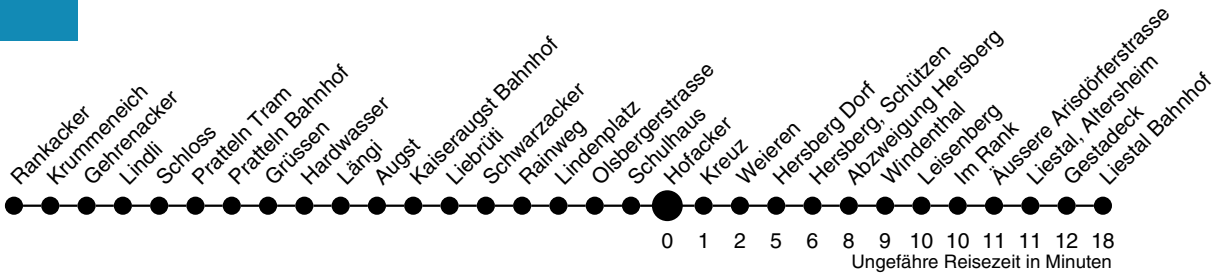 Rankacker
Krummeneich
Gehrenacker
Lindli
Schloss
Pratteln Tram
Pratteln Bahnhof
Grüssen
Hardwasser
Längi
Augst
Kaiseraugst Bahnhof
Liebrüti
Schwarzacker
Rainweg
Lindenplatz
Olsbergerstrasse
Schulhaus
Hofacker
Kreuz
Weieren
Hersberg Dorf
Hersberg, Schützen
Abzweigung Hersberg
Windenthal
Leisenberg
Im Rank
Äussere Arisdörferstrasse
Liestal, Altersheim
Gestadeck
Liestal Bahnhof
0 1 2 5 6 8 9 10 10 11 11 12 18
Ungefähre Reisezeit in Minuten